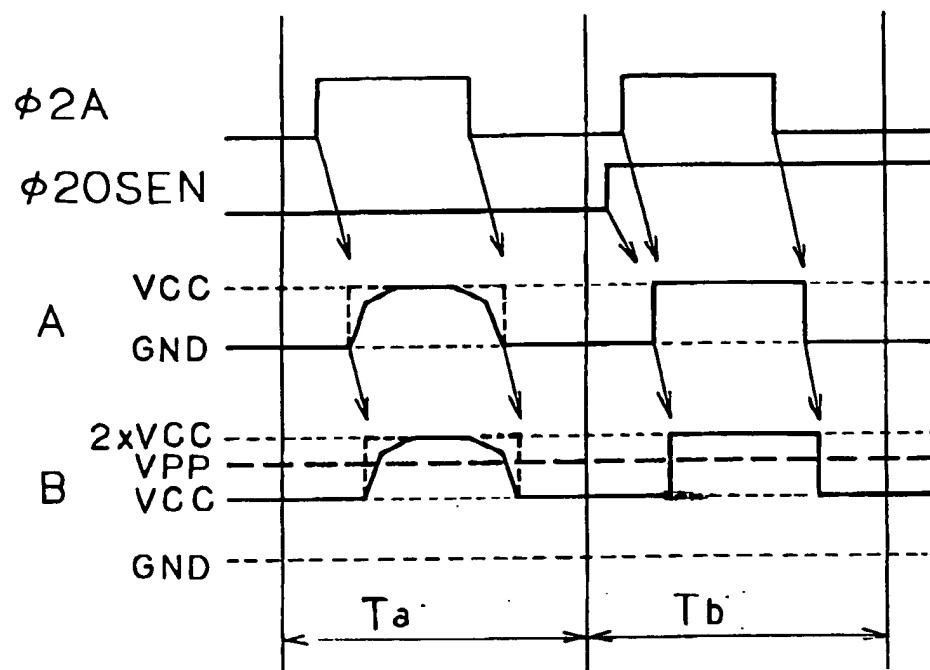 φ2A
φ2OSEN
VCC
A
GND
2xVCC
VPP
B
VCC
GND
Ta
Tb